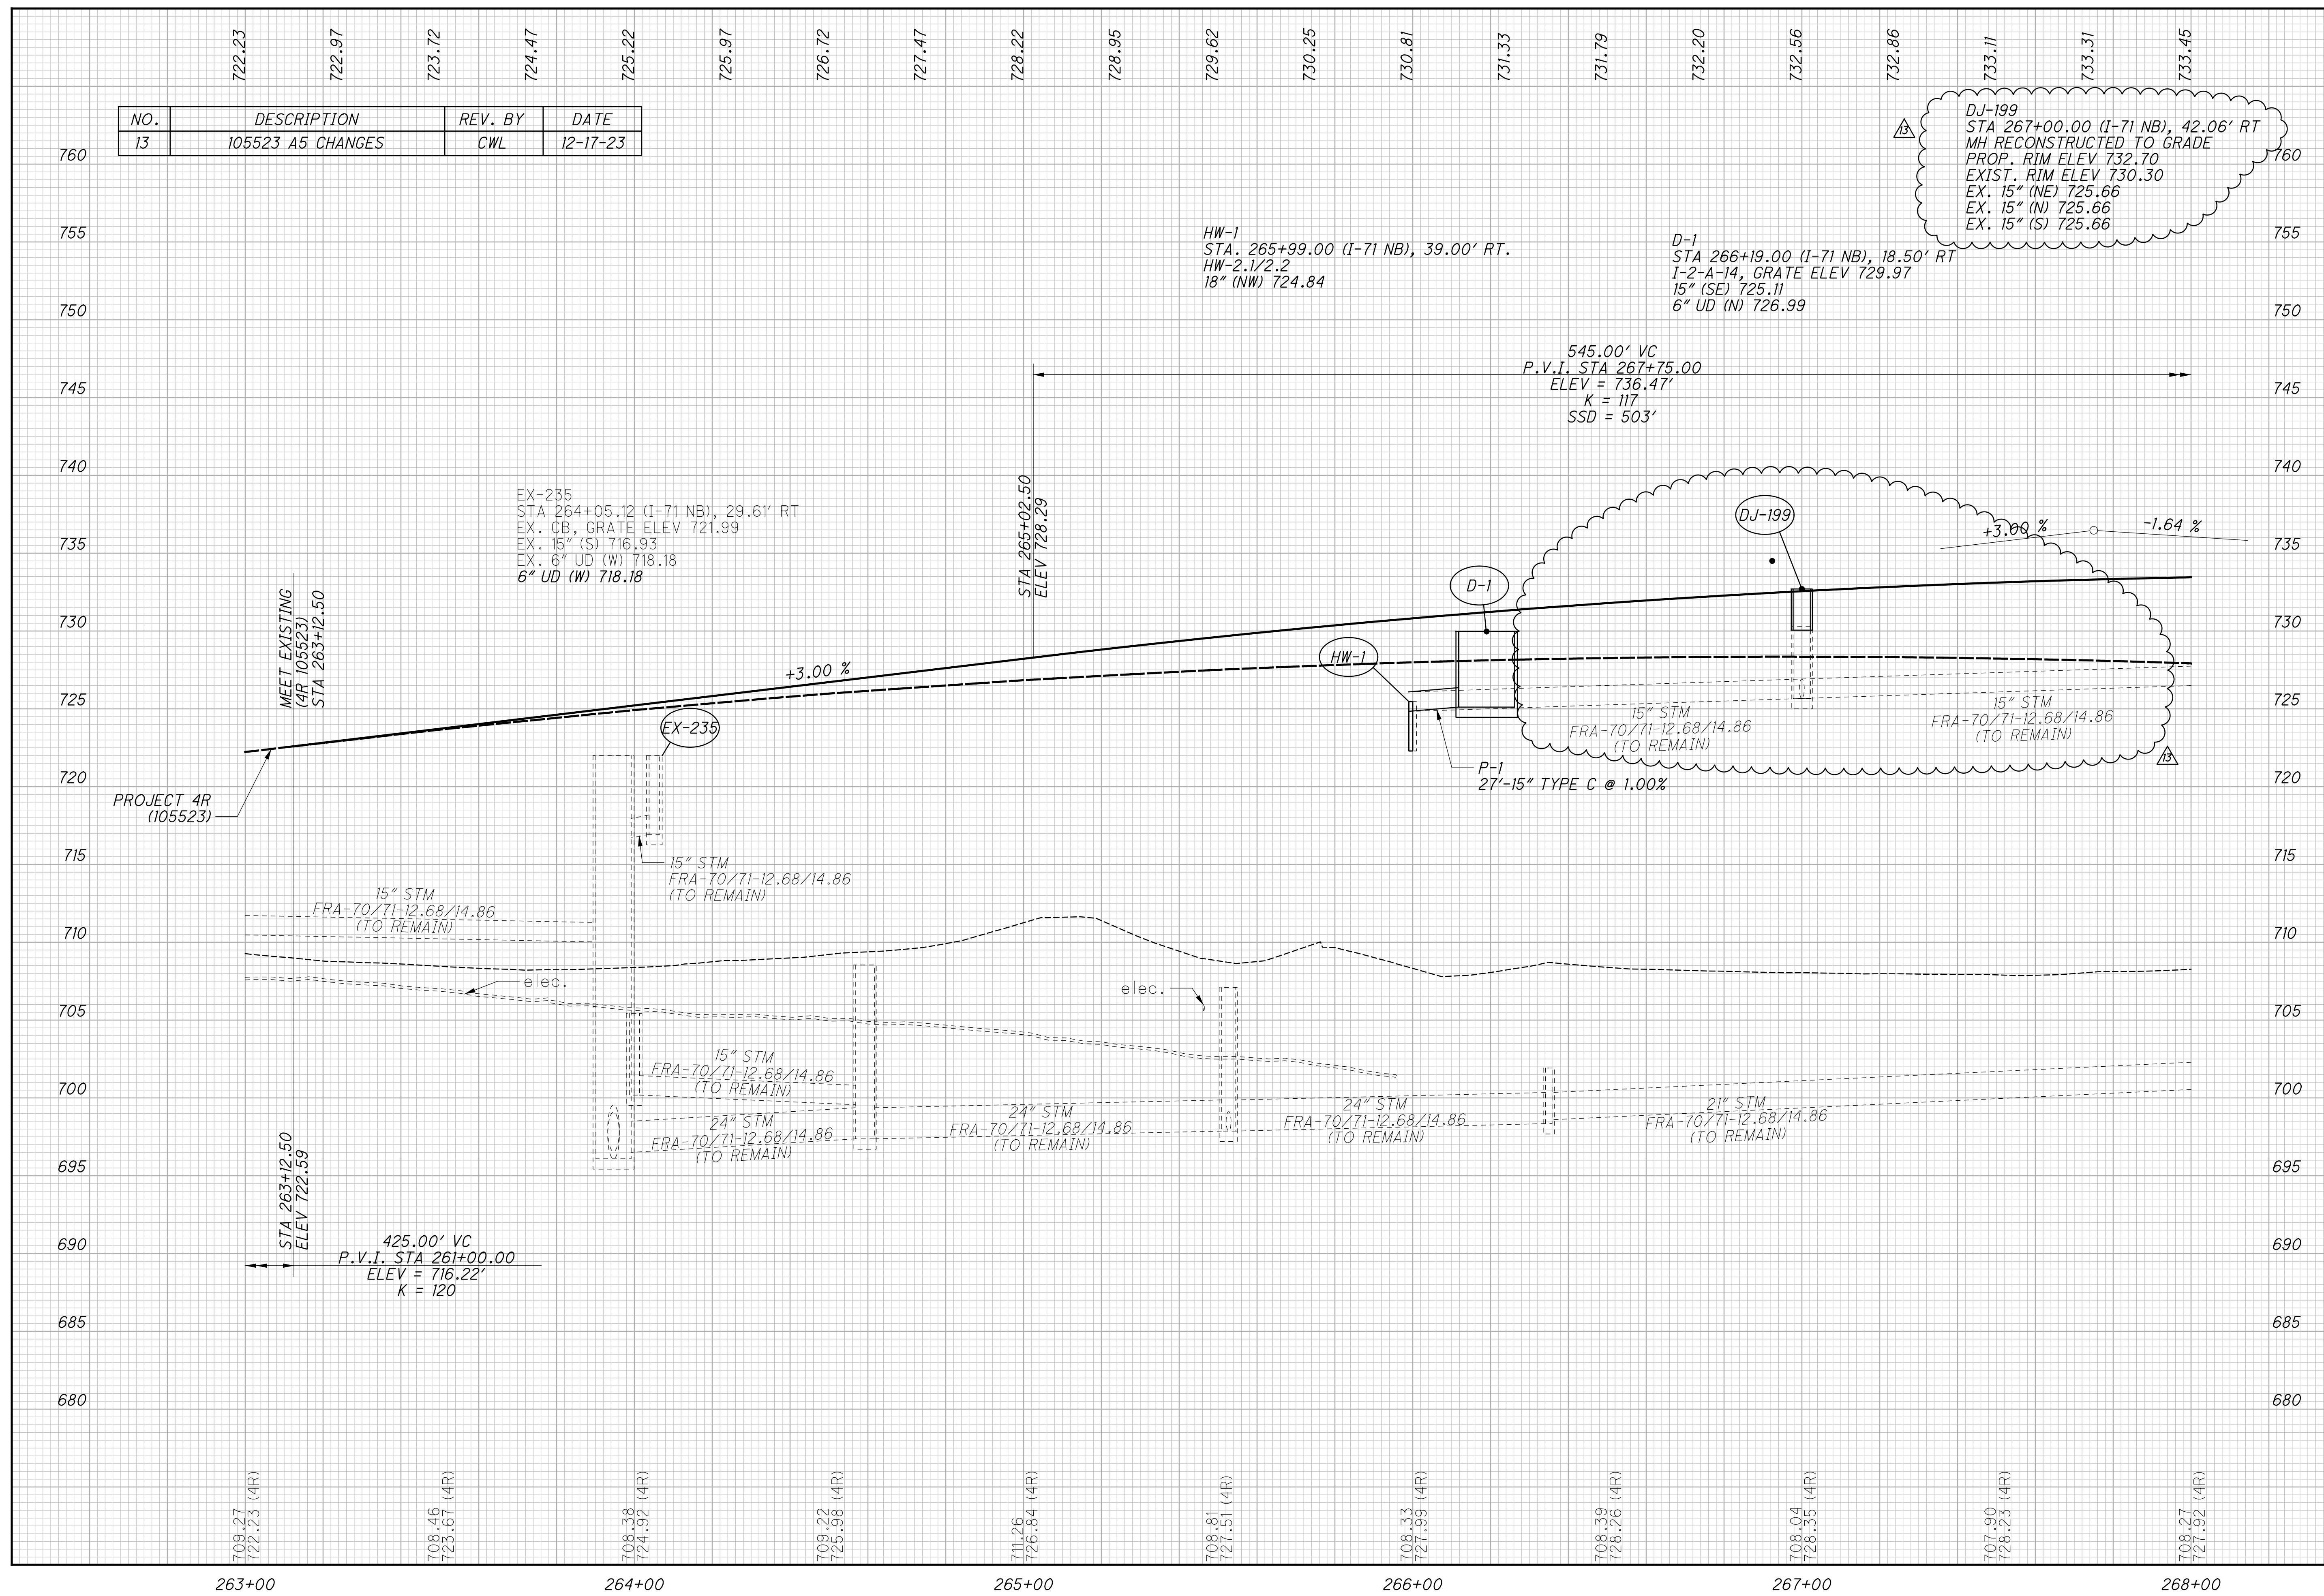 722.23 722.97 723.72 724.47 725.22 725.97 726.72 727.47 728.22 728.95 729.62 730.25 730.81 731.33 731.79 732.20 732.56 732.86 733.11 733.31 733.45
NO. DESCRIPTION REV. BY DATE
13 105523 A5 CHANGES CWL 12-17-23
13
DJ-199
STA 267+00.00 (I-71 NB), 42.06' RT
MH RECONSTRUCTED TO GRADE
PROP. RIM ELEV 732.70
EXIST. RIM ELEV 730.30
EX. 15" (NE) 725.66
EX. 15" (N) 725.66
EX. 15" (S) 725.66
760 760
755 755
750 750
745 745
740 740
735 735
730 730
725 725
720 720
715 715
710 710
705 705
700 700
695 695
690 690
685 685
680 680
HW-1
STA. 265+99.00 (I-71 NB), 39.00' RT.
HW-2.1/2.2
18" (NW) 724.84
D-1
STA 266+19.00 (I-71 NB), 18.50' RT
I-2-A-14, GRATE ELEV 729.97
15" (SE) 725.11
6" UD (N) 726.99
545.00' VC
P.V.I. STA 267+75.00
ELEV = 736.47'
K = 117
SSD = 503'
EX-235
STA 264+05.12 (I-71 NB), 29.61' RT
EX. CB, GRATE ELEV 721.99
EX. 15" (S) 716.93
EX. 6" UD (W) 718.18
6" UD (W) 718.18
STA 265+02.50
ELEV 728.29
DJ-199
+3.00 %
-1.64 %
D-1
HW-1
MEET EXISTING
(4R 105523)
STA 263+12.50
+3.00 %
EX-235
15" STM
FRA-70/71-12.68/14.86
(TO REMAIN)
15" STM
FRA-70/71-12.68/14.86
(TO REMAIN)
13
P-1
27'-15" TYPE C @ 1.00%
PROJECT 4R
(105523)
15" STM
FRA-70/71-12.68/14.86
(TO REMAIN)
15" STM
FRA-70/71-12.68/14.86
(TO REMAIN)
elec.
elec.
15" STM
FRA-70/71-12.68/14.86
(TO REMAIN)
24" STM
FRA-70/71-12.68/14.86
(TO REMAIN)
24" STM
FRA-70/71-12.68/14.86
(TO REMAIN)
24" STM
FRA-70/71-12.68/14.86
(TO REMAIN)
21" STM
FRA-70/71-12.68/14.86
(TO REMAIN)
STA 263+12.50
ELEV 722.59
425.00' VC
P.V.I. STA 261+00.00
ELEV = 716.22'
K = 120
709.27
722.23 (4R)
708.46
723.67 (4R)
708.38
724.92 (4R)
709.22
725.98 (4R)
711.26
726.84 (4R)
708.81
727.51 (4R)
708.33
727.99 (4R)
708.39
728.26 (4R)
708.04
728.35 (4R)
707.90
728.23 (4R)
708.27
727.92 (4R)
263+00 264+00 265+00 266+00 267+00 268+00